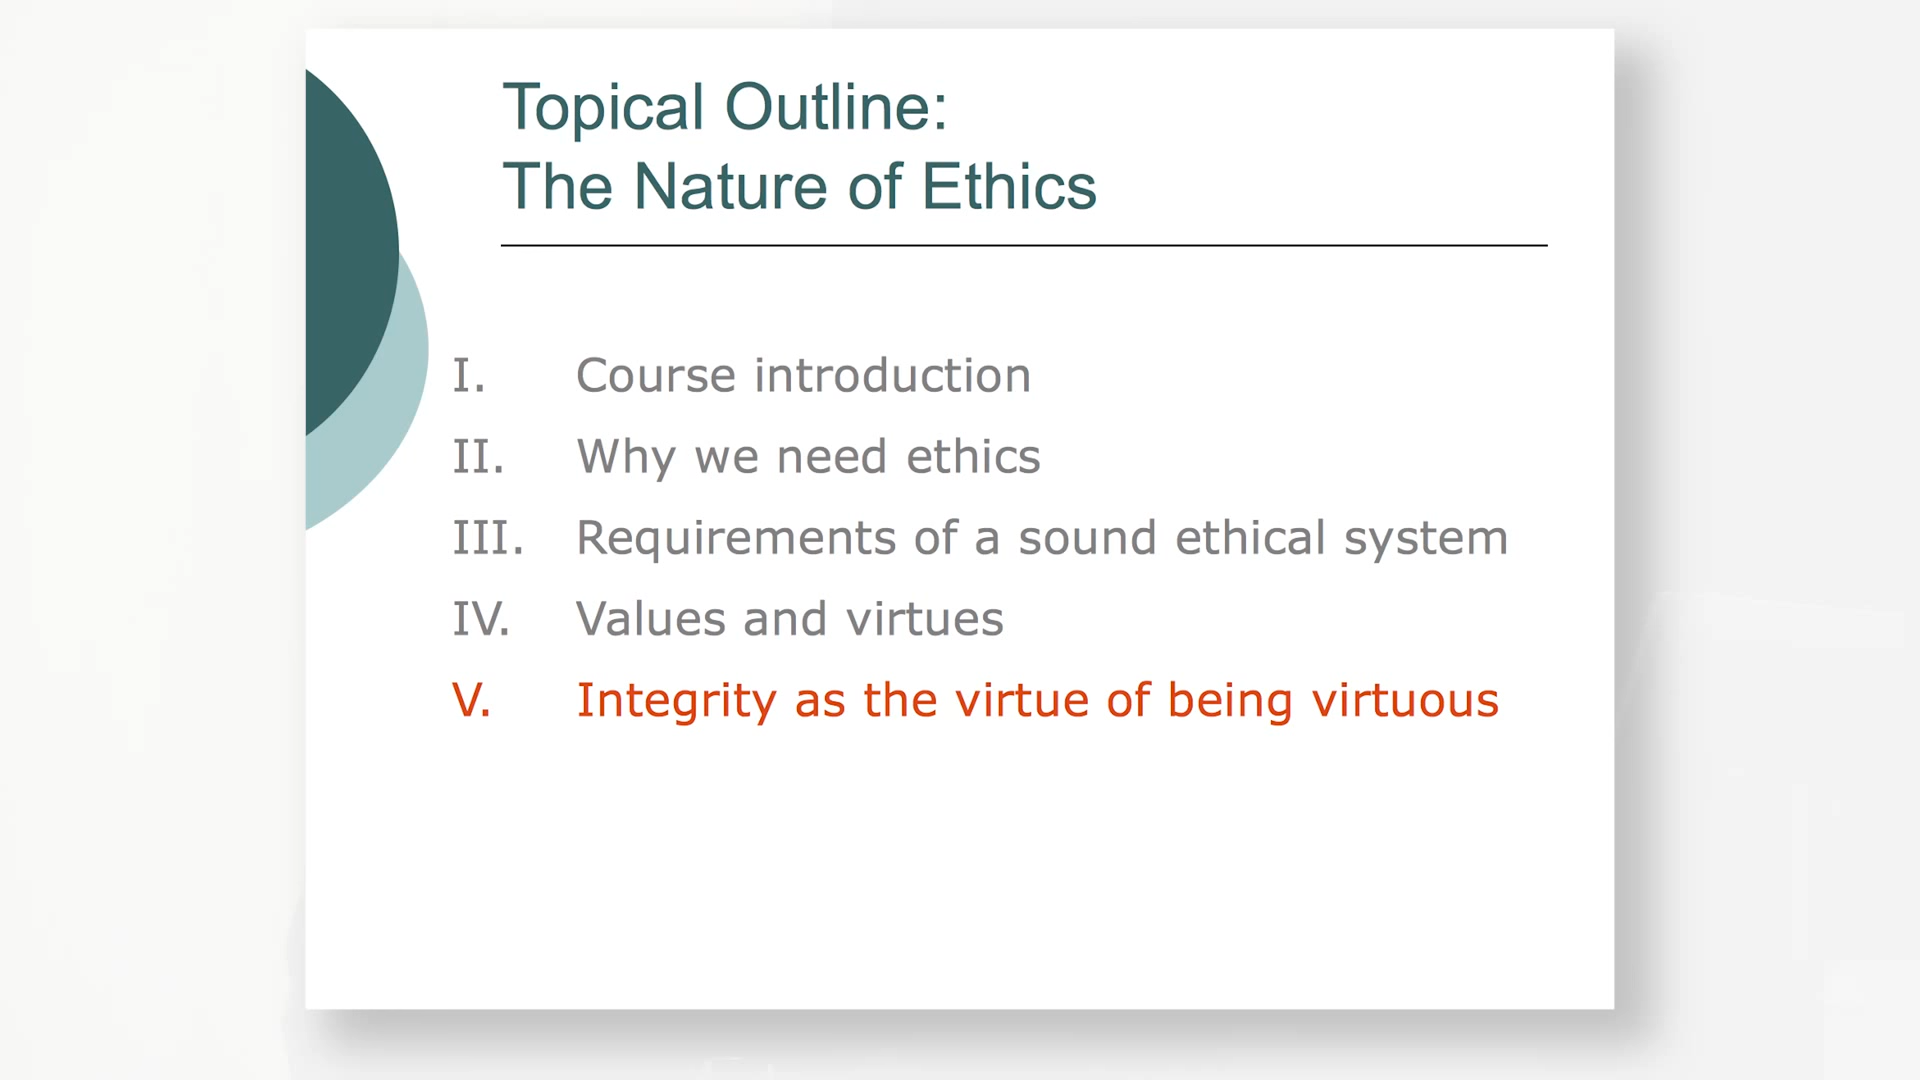 Topical Outline:
The Nature of Ethics
I. Course introduction
II. Why we need ethics
III. Requirements of a sound ethical system
IV. Values and virtues
V. Integrity as the virtue of being virtuous